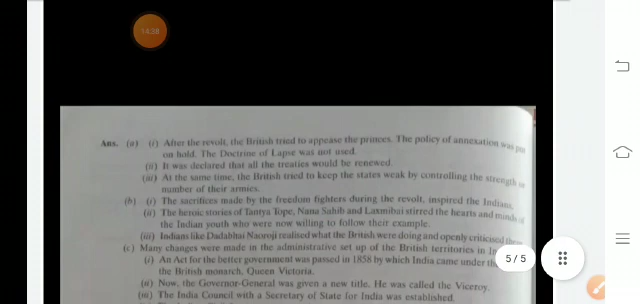 14:58
Ans. (a) (i) After the revolt, the British tried to appease the princes. The policy of annexation was put
on hold. The Doctrine of Lapse was not used.
(ii) It was declared that all the treaties would be renewed.
(iii) At the same time, the British tried to keep the states weak by controlling the strength or
number of their armies.
(b) (i) The sacrifices made by the freedom fighters during the revolt, inspired the Indians.
(ii) The heroic stories of Tantya Tope, Nana Sahib and Laxmibai stirred the hearts and minds of
the Indian youth who were now willing to follow their example.
(iii) Indians like Dadabhai Naoroji realised what the British were doing and openly criticised
(c) Many changes were made in the administrative set up of the British territories in
(i) An Act for the better government was passed in 1858 by which India came under
the British monarch, Queen Victoria.
5/5
(ii) Now, the Governor-General was given a new title. He was called the Viceroy.
(iii) The India Council with a Secretary of State for India was established.